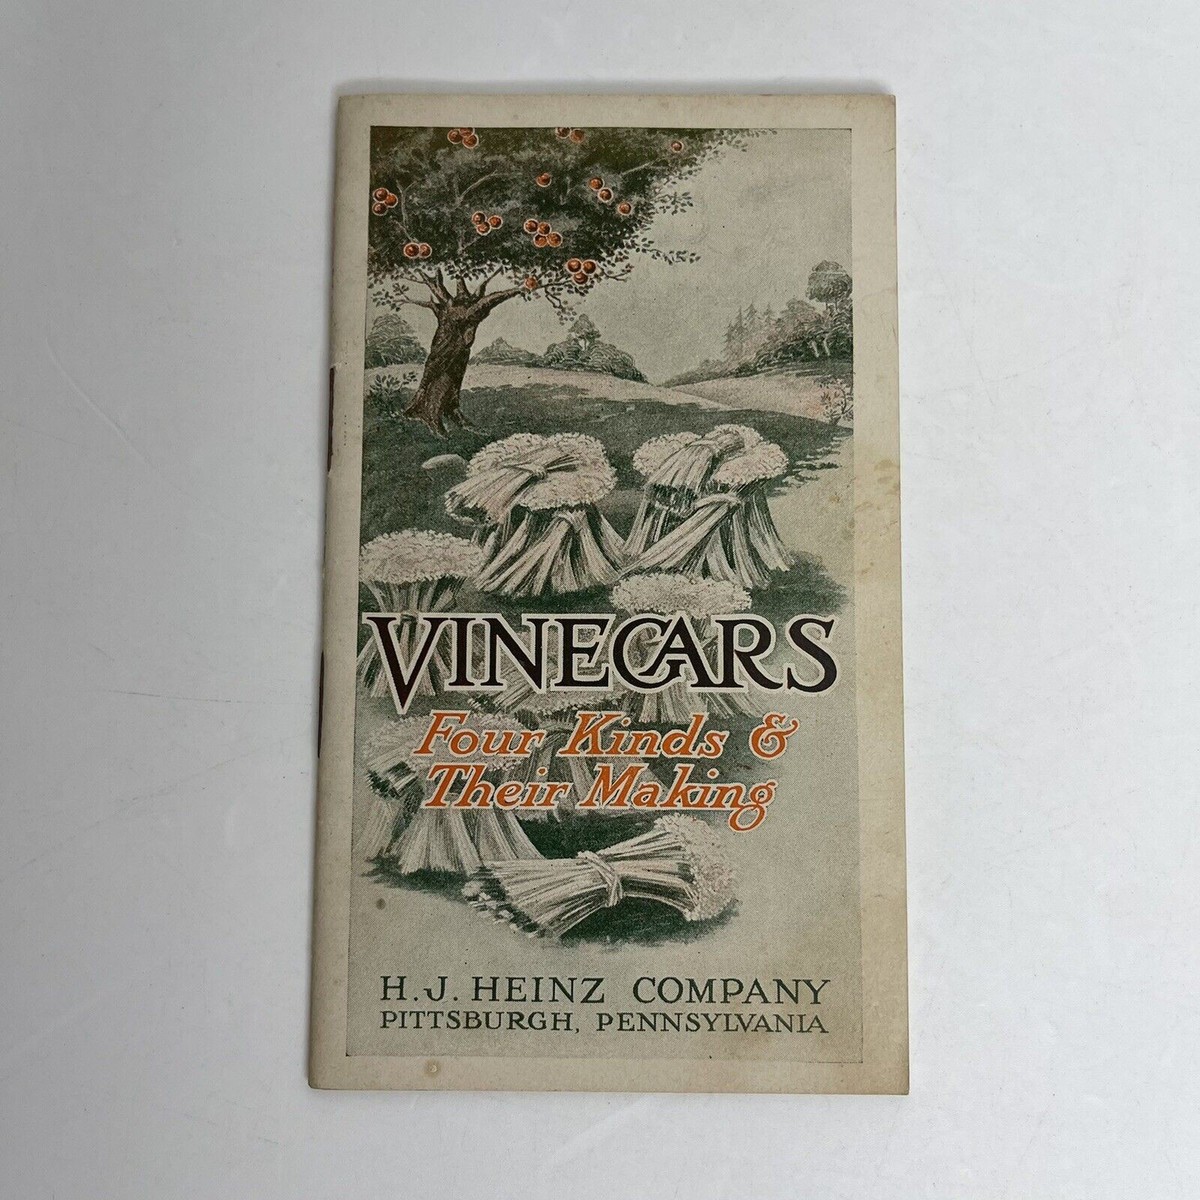 VINEGARS
Four Kinds &
Their Making
H.J. HEINZ COMPANY
PITTSBURGH, PENNSYLVANIA